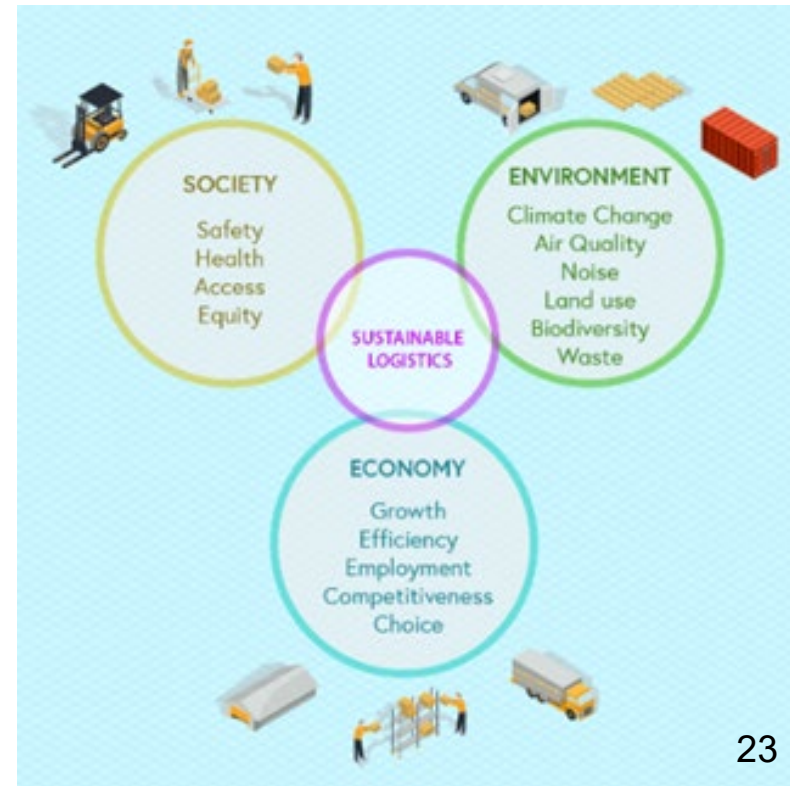 SOCIETY
Safety
Health
Access
Equity
ENVIRONMENT
Climate Change
Air Quality
Noise
Land use
Biodiversity
Waste
SUSTAINABLE
LOGISTICS
ECONOMY
Growth
Efficiency
Employment
Competitiveness
Choice
23